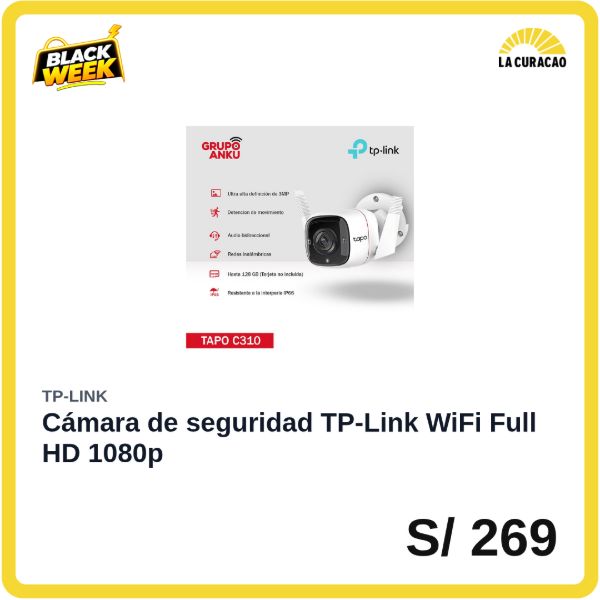 BLACK
WEEK
LA CURACAO
GRUPO
ANKU
tp-link
Ultra alta definición de 3MP
Detencion de movimiento
Audio bidireccional
Redes inalámbricas
Hasta 128 GB (Tarjeta no incluida)
Resistente a la interperie IP66
tapo
TAPO C310
TP-LINK
Cámara de seguridad TP-Link WiFi Full
HD 1080p
S/ 269